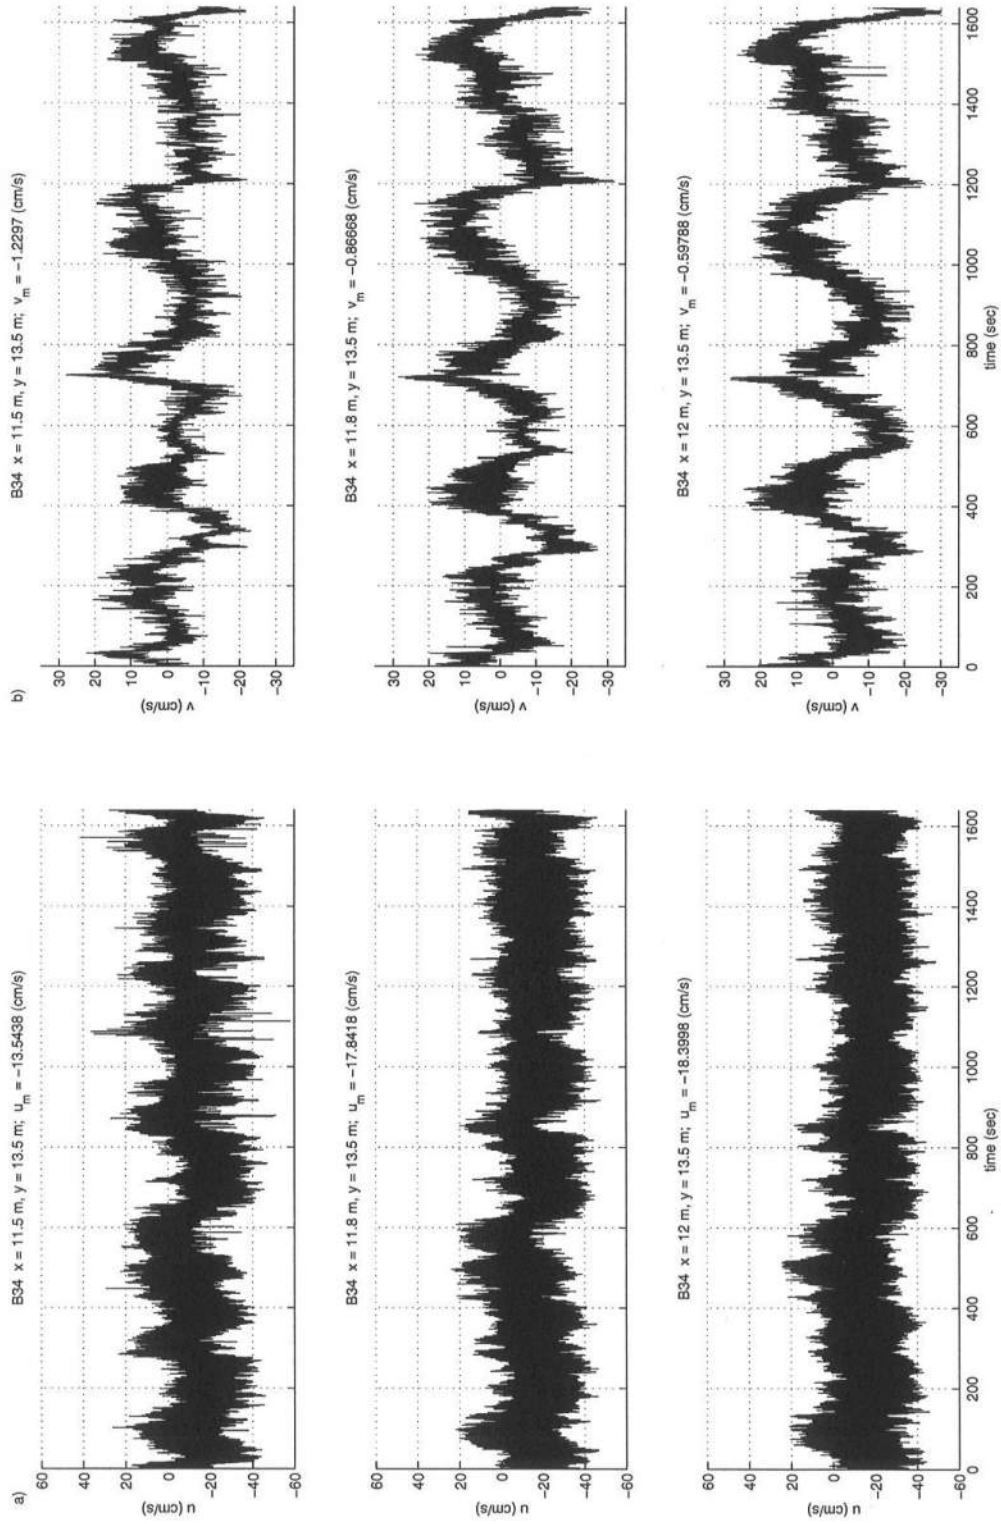 a)
B34 x = 11.5 m, y = 13.5 m; u_m = −13.5438 (cm/s)
60
40
20
0
−20
−40
−60
u (cm/s)
B34 x = 11.8 m, y = 13.5 m; u_m = −17.8418 (cm/s)
60
40
20
0
−20
−40
−60
u (cm/s)
B34 x = 12 m, y = 13.5 m; u_m = −18.3998 (cm/s)
60
40
20
0
−20
−40
−60
u (cm/s)
0 200 400 600 800 1000 1200 1400 1600
time (sec)
b)
B34 x = 11.5 m, y = 13.5 m; v_m = −1.2297 (cm/s)
30
20
10
0
−10
−20
−30
v (cm/s)
B34 x = 11.8 m, y = 13.5 m; v_m = −0.86668 (cm/s)
30
20
10
0
−10
−20
−30
v (cm/s)
B34 x = 12 m, y = 13.5 m; v_m = −0.59788 (cm/s)
30
20
10
0
−10
−20
−30
v (cm/s)
0 200 400 600 800 1000 1200 1400 1600
time (sec)